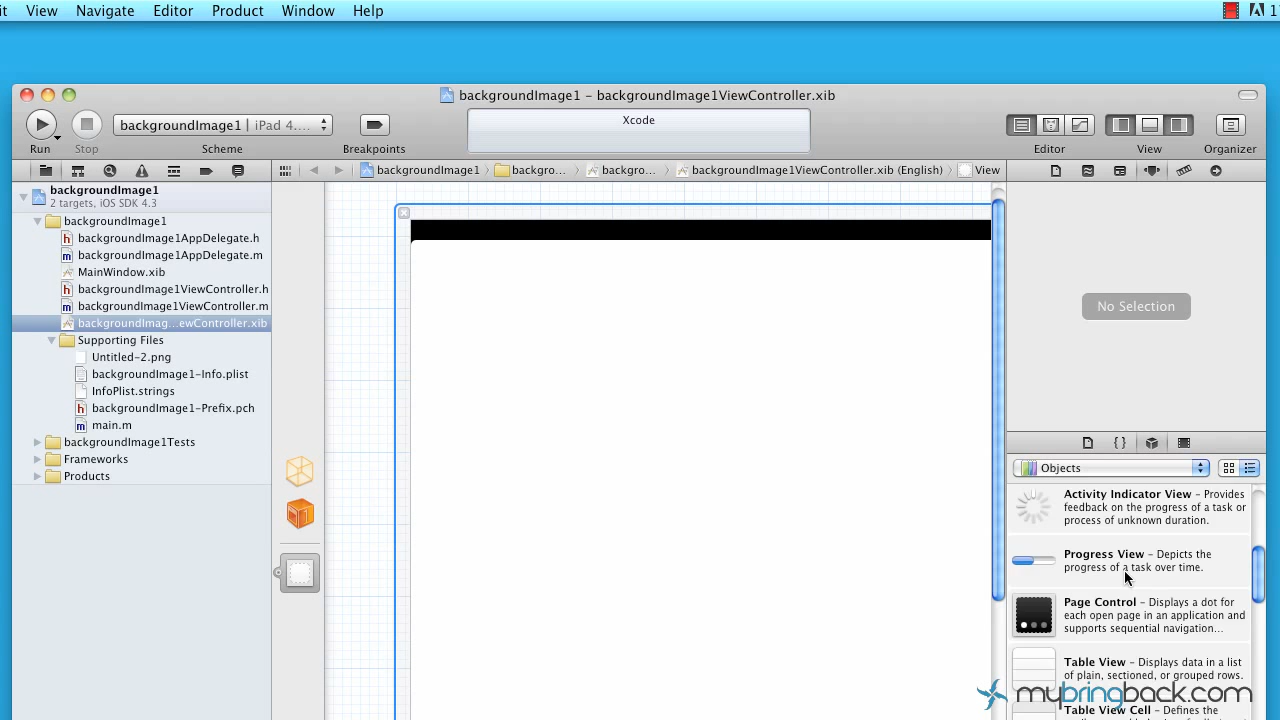 it View Navigate Editor Product Window Help
backgroundImage1 – backgroundImage1ViewController.xib
backgroundImage1 | iPad 4....
Xcode
Run Stop Scheme Breakpoints Editor View Organizer
backgroundImage1 backgro... backgro... backgroundImage1ViewController.xib (English) View
backgroundImage1
2 targets, iOS SDK 4.3
backgroundImage1
backgroundImage1AppDelegate.h
backgroundImage1AppDelegate.m
MainWindow.xib
backgroundImage1ViewController.h
backgroundImage1ViewController.m
backgroundImag...ewController.xib
Supporting Files
Untitled-2.png
backgroundImage1-Info.plist
InfoPlist.strings
backgroundImage1-Prefix.pch
main.m
backgroundImage1Tests
Frameworks
Products
No Selection
Objects
Activity Indicator View – Provides
feedback on the progress of a task or
process of unknown duration.
Progress View – Depicts the
progress of a task over time.
Page Control – Displays a dot for
each open page in an application and
supports sequential navigation...
Table View – Displays data in a list
of plain, sectioned, or grouped rows.
Table View Cell – Defines the
mybringback.com